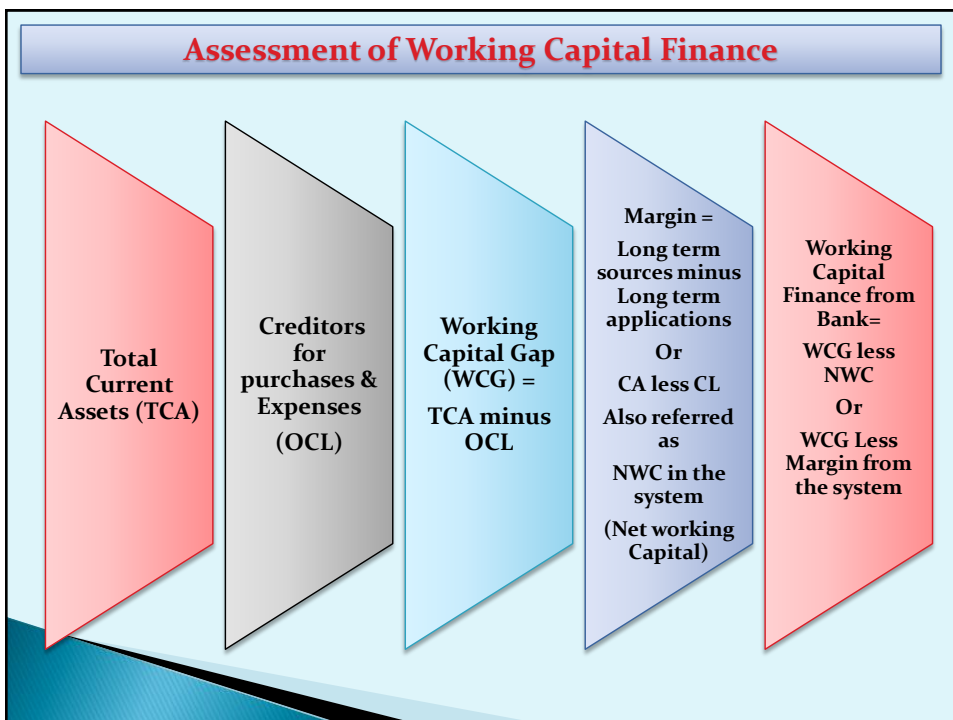 Assessment of Working Capital Finance
Total
Current
Assets (TCA)
Creditors
for
purchases &
Expenses
(OCL)
Working
Capital Gap
(WCG) =
TCA minus
OCL
Margin =
Long term
sources minus
Long term
applications
Or
CA less CL
Also referred
as
NWC in the
system
(Net working
Capital)
Working
Capital
Finance from
Bank=
WCG less
NWC
Or
WCG Less
Margin from
the system